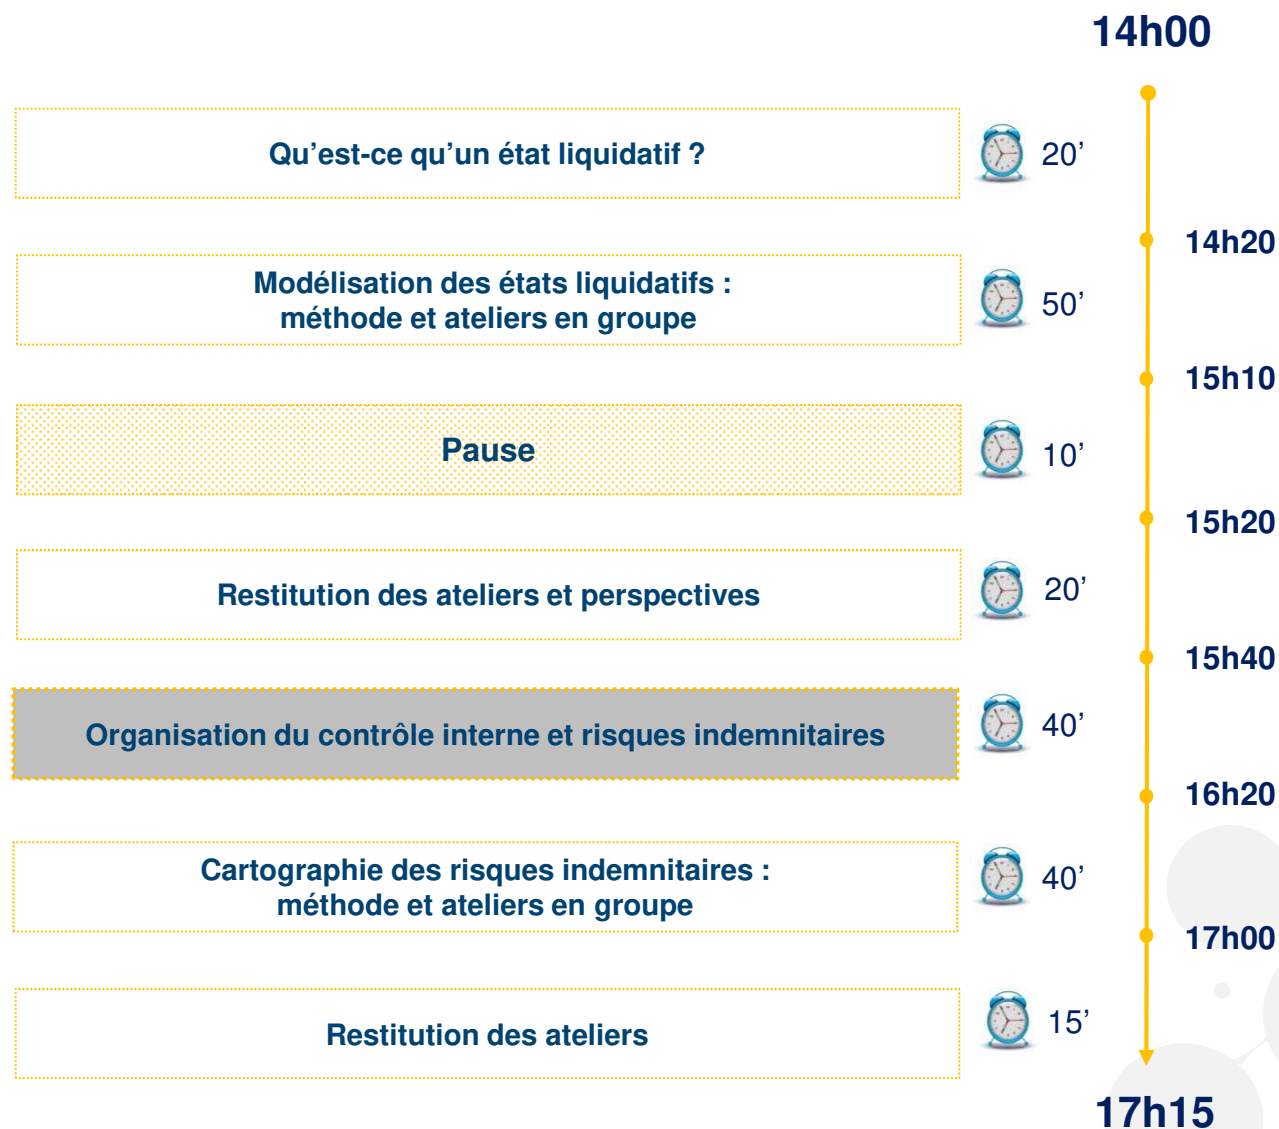 14h00
Qu’est-ce qu’un état liquidatif ?
20’
14h20
Modélisation des états liquidatifs :
méthode et ateliers en groupe
50’
15h10
Pause
10’
15h20
Restitution des ateliers et perspectives
20’
15h40
Organisation du contrôle interne et risques indemnitaires
40’
16h20
Cartographie des risques indemnitaires :
méthode et ateliers en groupe
40’
17h00
Restitution des ateliers
15’
17h15